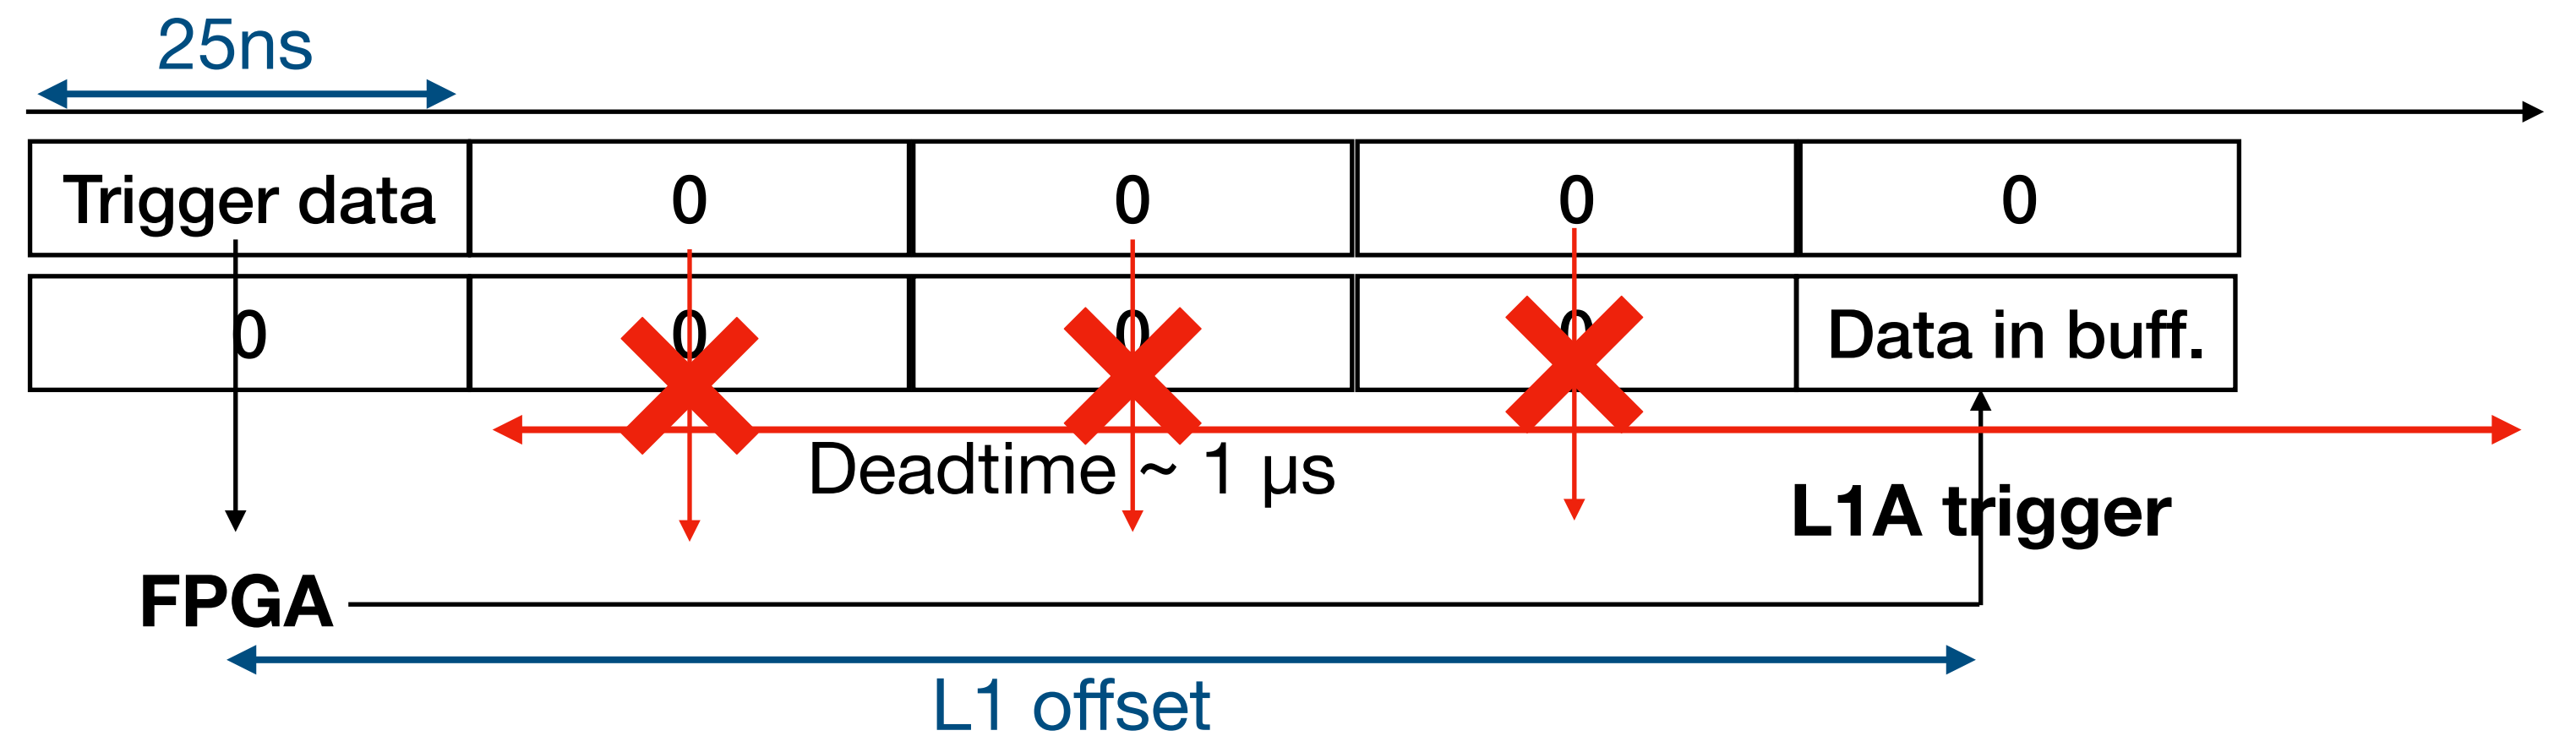 25ns
Trigger data 0 0 0 0
0 0 0 0 Data in buff.
Deadtime ~ 1 µs
L1A trigger
FPGA
L1 offset